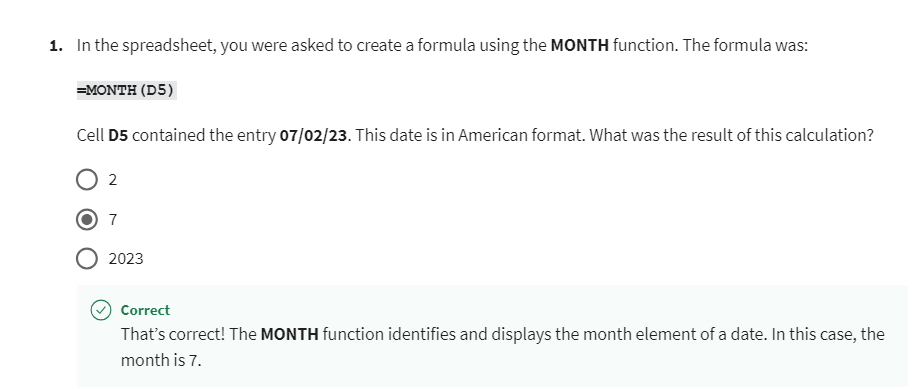 1. In the spreadsheet, you were asked to create a formula using the MONTH function. The formula was:
=MONTH(D5)
Cell D5 contained the entry 07/02/23. This date is in American format. What was the result of this calculation?
2
7
2023
Correct
That’s correct! The MONTH function identifies and displays the month element of a date. In this case, the
month is 7.